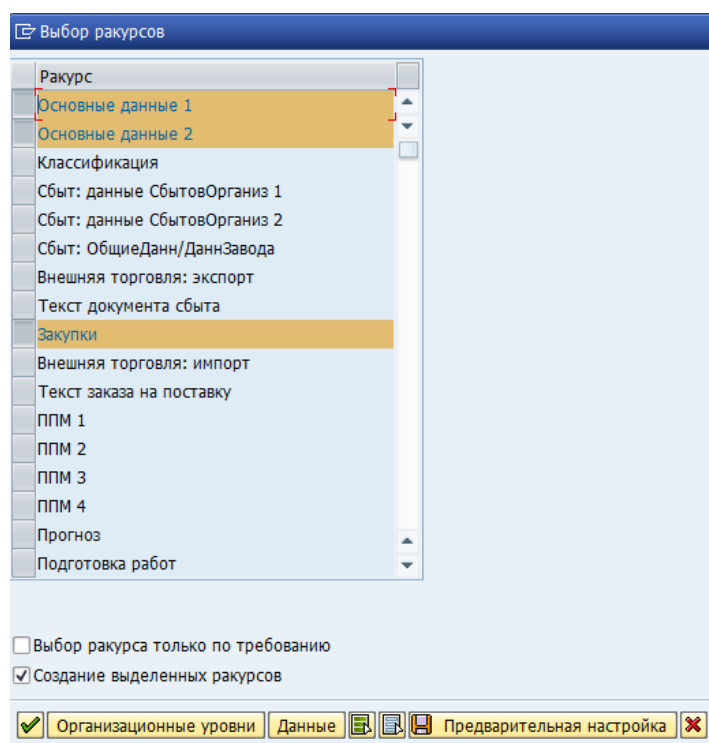 Выбор ракурсов
Ракурс
Основные данные 1
Основные данные 2
Классификация
Сбыт: данные СбытовОрганиз 1
Сбыт: данные СбытовОрганиз 2
Сбыт: ОбщиеДанн/ДаннЗавода
Внешняя торговля: экспорт
Текст документа сбыта
Закупки
Внешняя торговля: импорт
Текст заказа на поставку
ППМ 1
ППМ 2
ППМ 3
ППМ 4
Прогноз
Подготовка работ
Выбор ракурса только по требованию
Создание выделенных ракурсов
Организационные уровни Данные Предварительная настройка